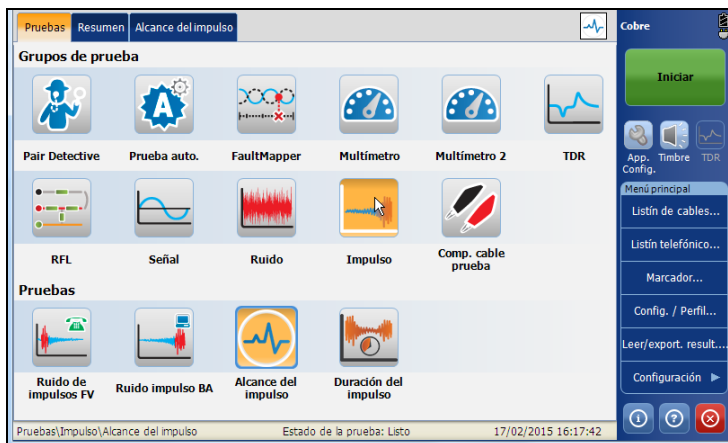 Pruebas Resumen Alcance del impulso
Cobre
Grupos de prueba
Iniciar
Pair Detective Prueba auto. FaultMapper Multímetro Multímetro 2 TDR
App. Config. Timbre TDR
Menú principal
Listín de cables...
Listín telefónico...
Marcador...
Config. / Perfil...
Leer/export. result....
Configuración
RFL Señal Ruido Impulso Comp. cable prueba
Pruebas
Ruido de impulsos FV Ruido impulso BA Alcance del impulso Duración del impulso
Pruebas\Impulso\Alcance del impulso Estado de la prueba: Listo 17/02/2015 16:17:42